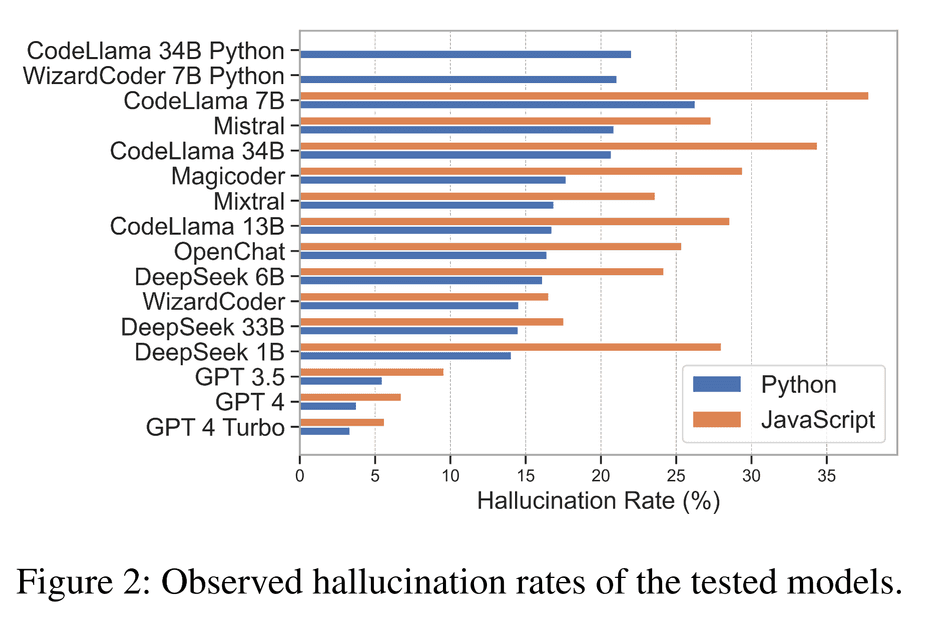 CodeLlama 34B Python
WizardCoder 7B Python
CodeLlama 7B
Mistral
CodeLlama 34B
Magicoder
Mixtral
CodeLlama 13B
OpenChat
DeepSeek 6B
WizardCoder
DeepSeek 33B
DeepSeek 1B
GPT 3.5
GPT 4
GPT 4 Turbo
Python
JavaScript
0 5 10 15 20 25 30 35
Hallucination Rate (%)
Figure 2: Observed hallucination rates of the tested models.